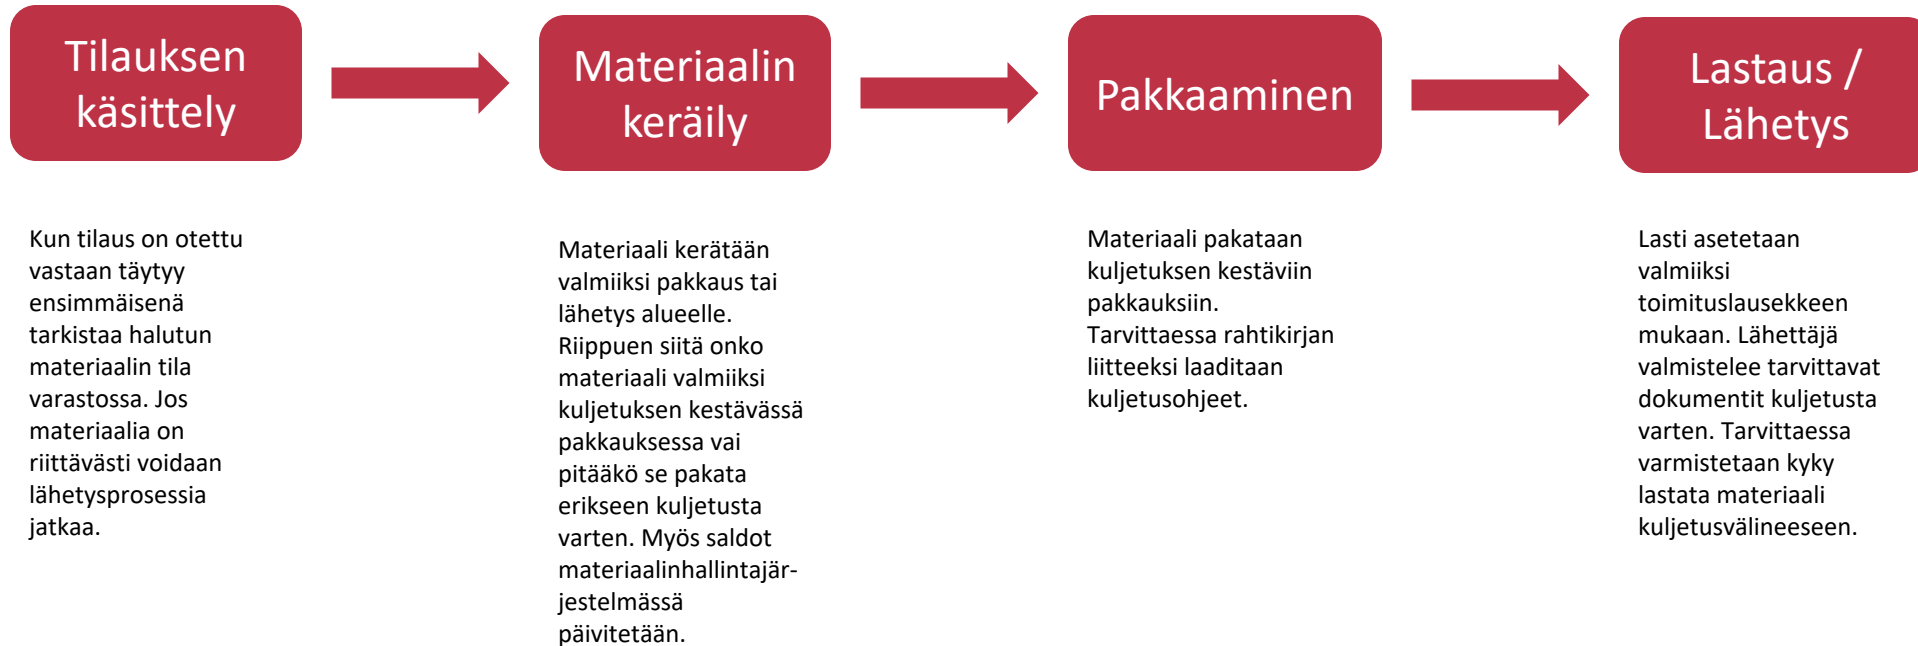 Tilauksen
käsittely
Materiaalin
keräily
Pakkaaminen
Lastaus /
Lähetys
Kun tilaus on otettu
vastaan täytyy
ensimmäisenä
tarkistaa halutun
materiaalin tila
varastossa. Jos
materiaalia on
riittävästi voidaan
lähetysprosessia
jatkaa.
Materiaali kerätään
valmiiksi pakkaus tai
lähetys alueelle.
Riippuen siitä onko
materiaali valmiiksi
kuljetuksen kestävässä
pakkauksessa vai
pitääkö se pakata
erikseen kuljetusta
varten. Myös saldot
materiaalinhallintajär-
jestelmässä
päivitetään.
Materiaali pakataan
kuljetuksen kestäviin
pakkauksiin.
Tarvittaessa rahtikirjan
liitteeksi laaditaan
kuljetusohjeet.
Lasti asetetaan
valmiiksi
toimituslausekkeen
mukaan. Lähettäjä
valmistelee tarvittavat
dokumentit kuljetusta
varten. Tarvittaessa
varmistetaan kyky
lastata materiaali
kuljetusvälineeseen.